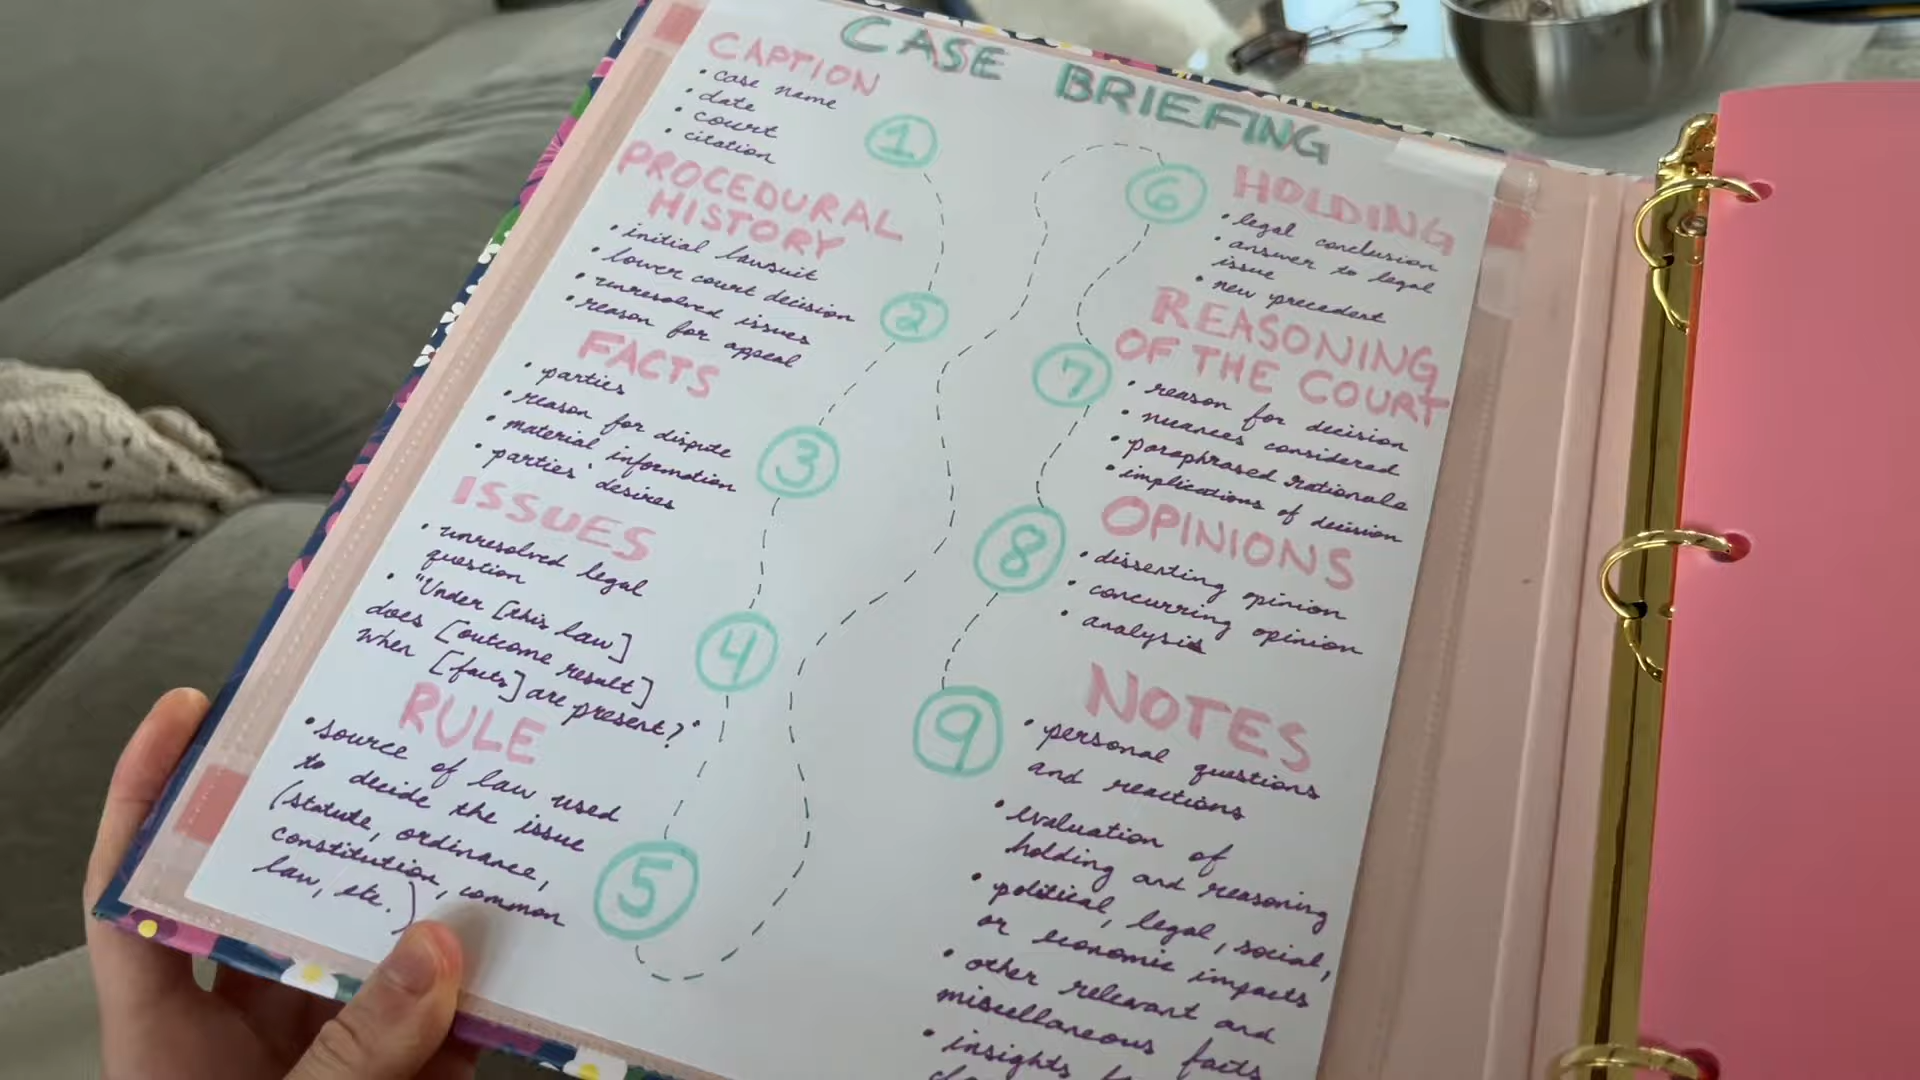 CASE BRIEFING
CAPTION
• case name
• date
• court
• citation
1
PROCEDURAL
HISTORY
• initial lawsuit
• lower court decision
• unresolved issues
• reason for appeal
2
FACTS
• parties
• reason for dispute
• material information
• parties' desires
3
ISSUES
• unresolved legal
question
• "Under [this law]
does [outcome result]
when [facts] are present?"
4
RULE
• source of law used
to decide the issue
(statute, ordinance,
constitution, common
law, etc.)
5
6
HOLDING
• legal conclusion
• answer to legal
issue
• new precedent
7
REASONING
OF THE COURT
• reason for decision
• nuances considered
• paraphrased rationale
• implications of decision
8
OPINIONS
• dissenting opinion
• concurring opinion
• analysis
9
NOTES
• personal questions
and reactions
• evaluation of
holding and reasoning
• political, legal, social,
or economic impacts
• other relevant and
miscellaneous facts
• insights